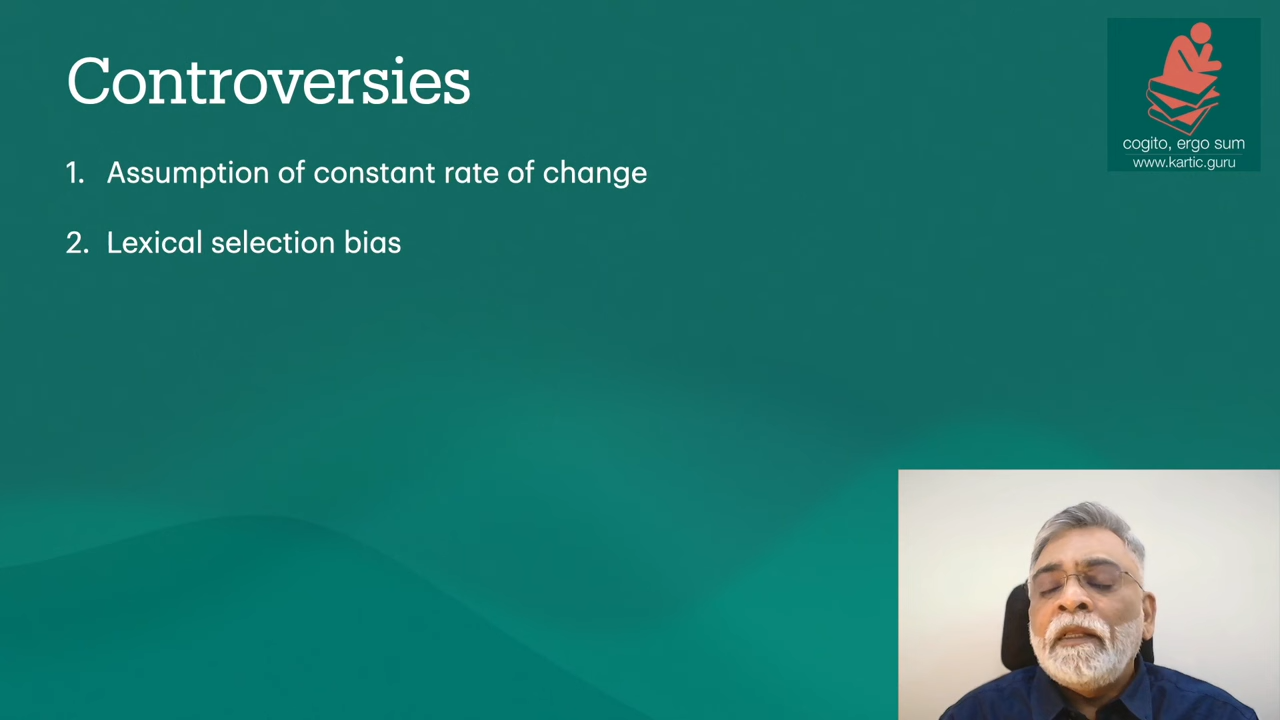 Controversies
1. Assumption of constant rate of change
2. Lexical selection bias
cogito, ergo sum
www.kartic.guru